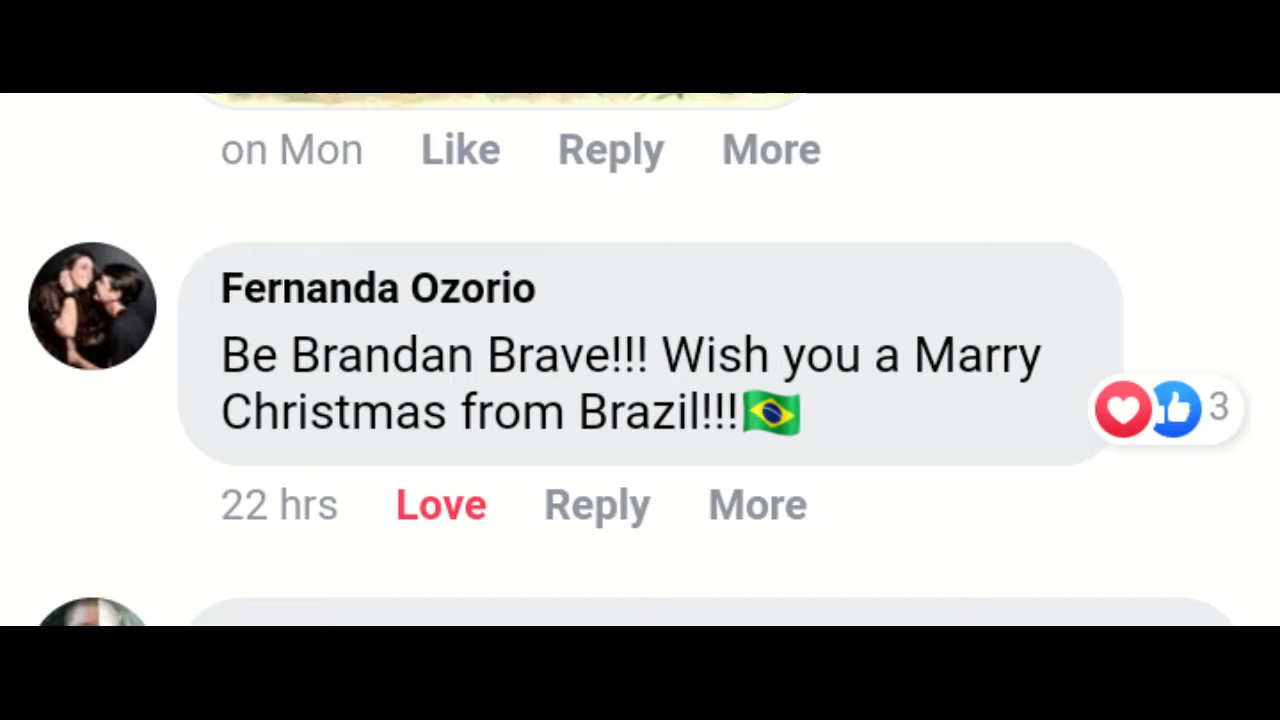 on Mon Like Reply More
Fernanda Ozorio
Be Brandan Brave!!! Wish you a Marry
Christmas from Brazil!!!🇧🇷
3
22 hrs Love Reply More